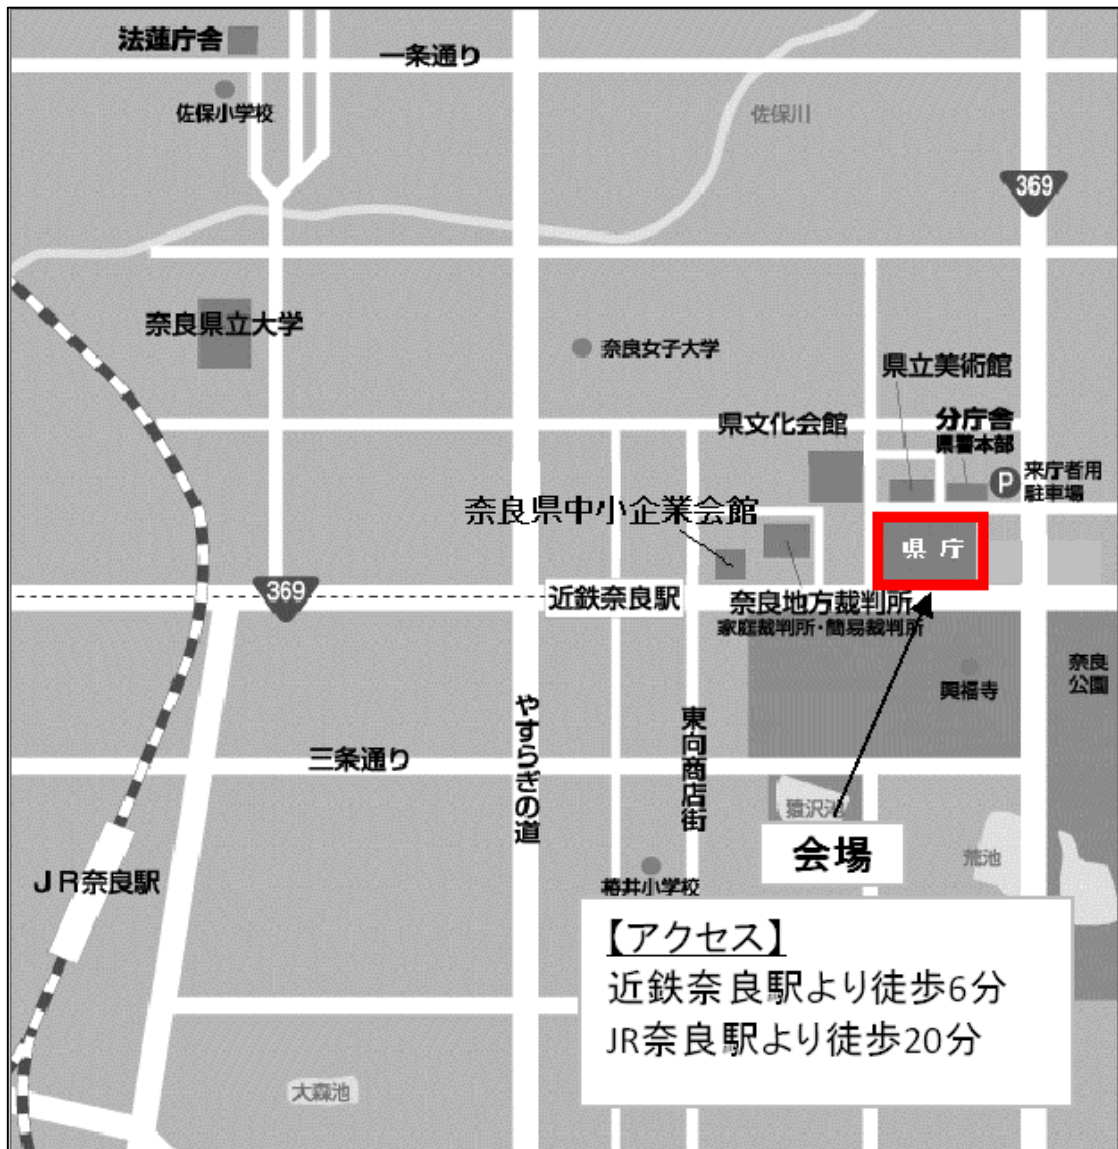 法蓮庁舎
一条通り
佐保小学校
佐保川
369
奈良県立大学
奈良女子大学
県立美術館
県文化会館
分庁舎
県警本部
P
来庁者用
駐車場
奈良県中小企業会館
県庁
369
近鉄奈良駅
奈良地方裁判所
家庭裁判所・簡易裁判所
興福寺
奈良
公園
やすらぎの道
東向商店街
三条通り
猿沢池
会場
荒池
JR奈良駅
椿井小学校
【アクセス】
近鉄奈良駅より徒歩6分
JR奈良駅より徒歩20分
大森池